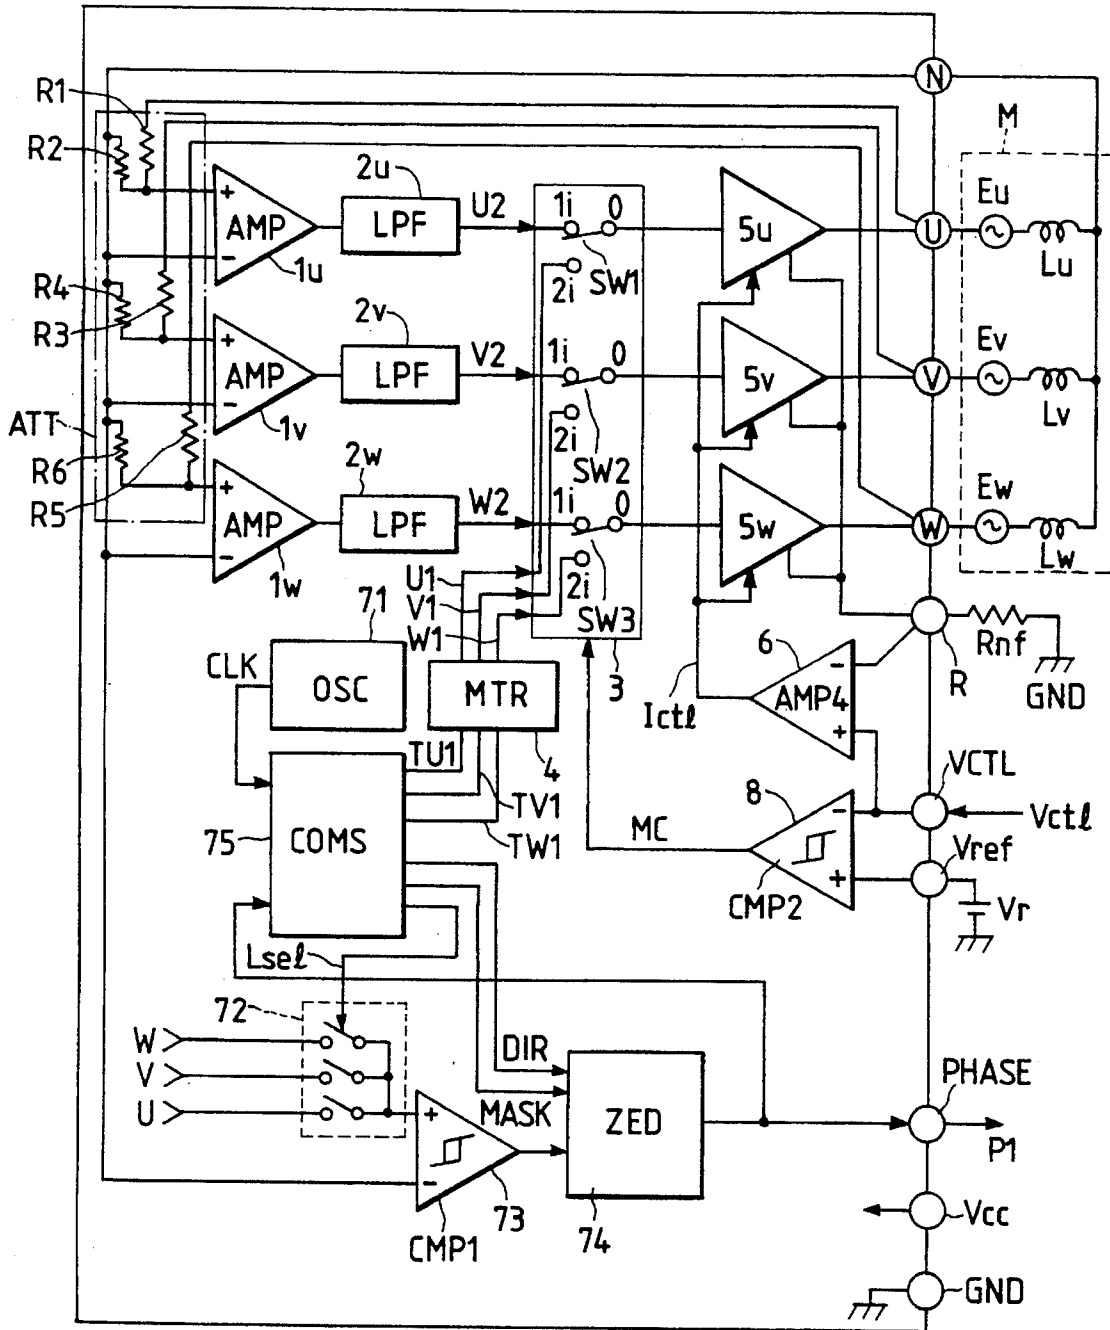 N
R1
M
R2
2u
U2
1i
0
Eu
+
AMP
LPF
5u
U
-
1u
SW1
Lu
2i
R4
R3
2v
V2
1i
0
Ev
+
AMP
LPF
5v
V
-
1v
2i
Lv
ATT
R6
R5
2w
SW2
W2
1i
0
Ew
+
AMP
LPF
5w
W
-
1w
2i
Lw
U1
V1
W1
SW3
3
71
CLK
OSC
MTR
4
6
-
AMP4
+
R
Rnf
GND
Ictℓ
TU1
TV1
TW1
75
COMS
MC
8
-
+
CMP2
VCTL
Vctℓ
Vref
Vr
Lseℓ
72
W
V
U
DIR
MASK
ZED
74
PHASE
P1
+
-
73
CMP1
Vcc
GND